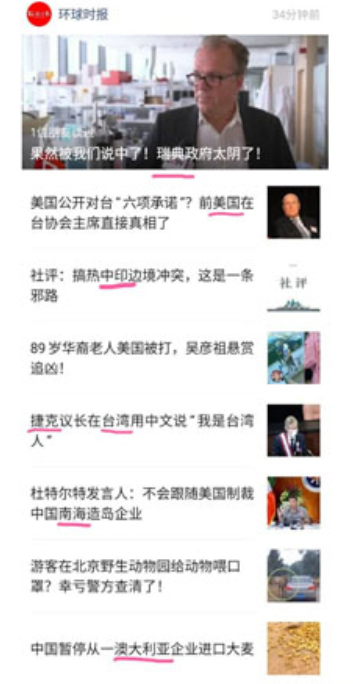 环球时报
34分钟前
果然被我们说中了！瑞典政府太阴了！
美国公开对台“六项承诺”？前美国在
台协会主席直接真相了
社评：搞热中印边境冲突，这是一条
邪路
社评
89岁华裔老人美国被打，吴彦祖悬赏
追凶！
捷克议长在台湾用中文说“我是台湾
人”
杜特尔特发言人：不会跟随美国制裁
中国南海造岛企业
游客在北京野生动物园给动物喂口
罩？幸亏警方查清了！
中国暂停从一澳大利亚企业进口大麦